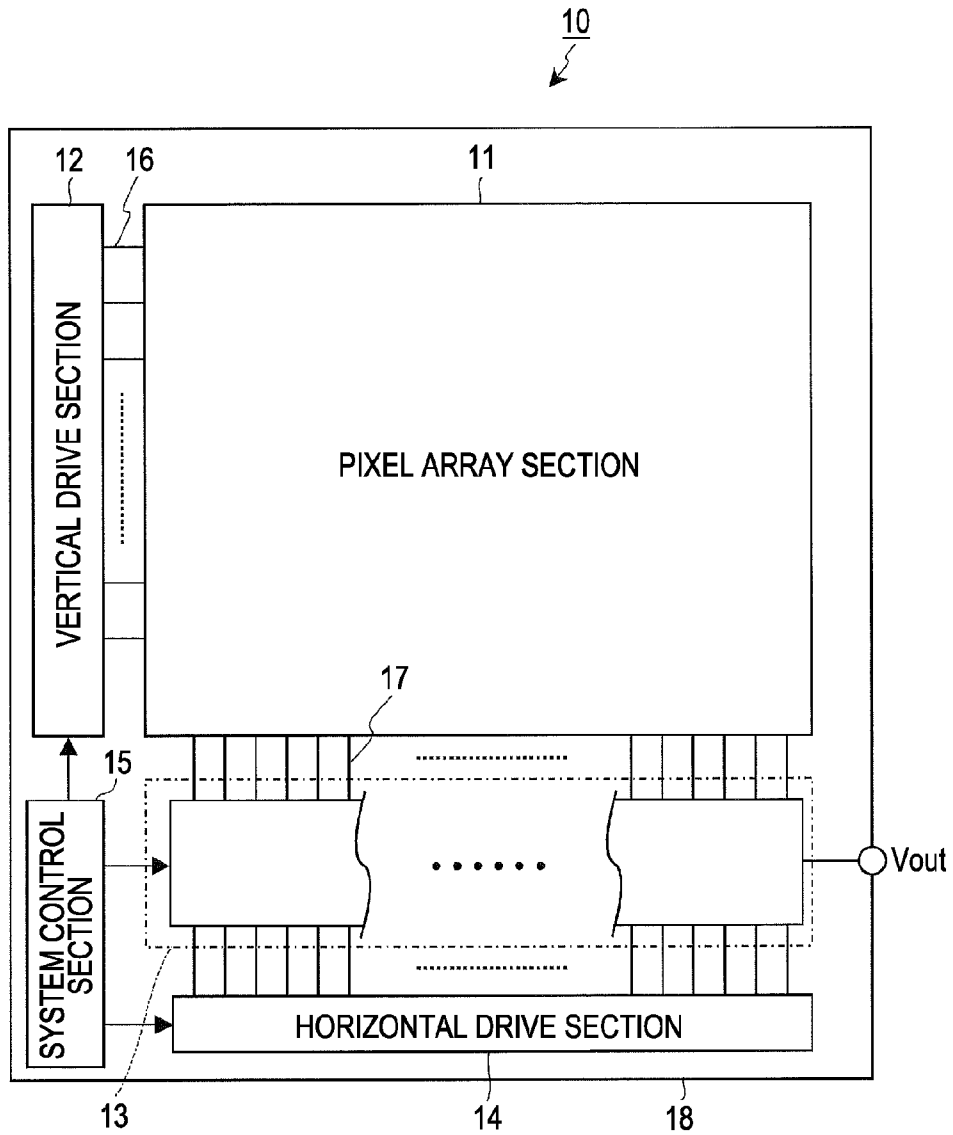 10
12
16
11
VERTICAL DRIVE SECTION
PIXEL ARRAY SECTION
17
15
SYSTEM CONTROL
SECTION
Vout
HORIZONTAL DRIVE SECTION
13
14
18